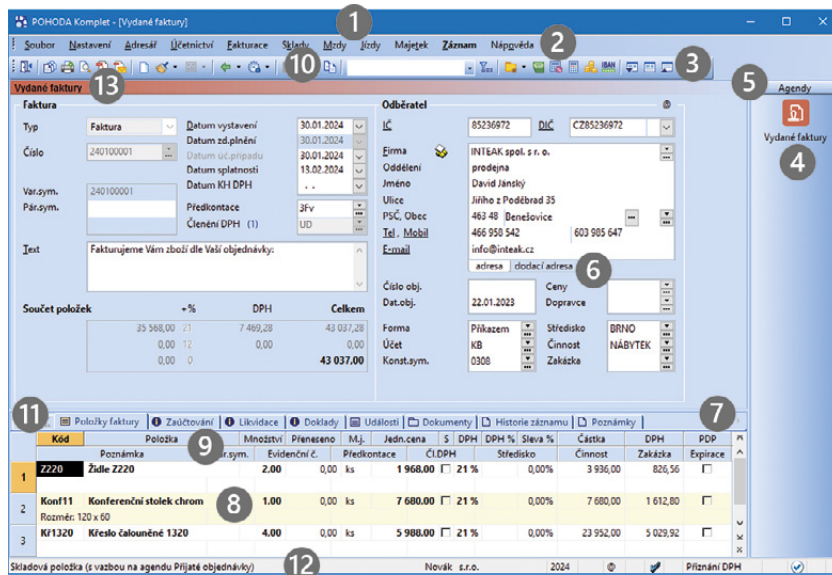 POHODA Komplet - [Vydané faktury]
1
Soubor Nastavení Adresář Účetnictví Fakturace Sklady Mzdy Jízdy Majetek Záznam Nápověda 2
10 IBAN 3
Vydané faktury 13 5 Agendy
Faktura
Typ Faktura
Číslo 240100001
Var.sym. 240100001
Pár.sym.
Datum vystavení 30.01.2024
Datum zd.plnění 30.01.2024
Datum úč.případu 30.01.2024
Datum splatnosti 13.02.2024
Datum KH DPH . .
Předkontace 3Fv
Členění DPH (1) UD
Text Fakturujeme Vám zboží dle Vaší objednávky:
Součet položek % DPH Celkem
35 568,00 21 7 469,28 43 037,28
0,00 12 0,00 0,00
0,00 0 43 037,00
Odběratel @
IČ 85236972 DIČ CZ85236972
Firma INTEAK spol. s r. o.
Oddělení prodejna
Jméno David Jánský
Ulice Jiřího z Poděbrad 35
PSČ, Obec 463 48 Benešovice
Tel , Mobil 466 958 542 603 985 647
E-mail info@inteak.cz
adresa dodací adresa 6
Číslo obj. Ceny
Dat.obj. 22.01.2023 Dopravce
Forma Příkazem Středisko BRNO
Účet KB Činnost NÁBYTEK
Konst.sym. 0308 Zakázka
Vydané faktury
4
11 Položky faktury Zaúčtování Likvidace Doklady Události Dokumenty Historie záznamu Poznámky 7
Kód Položka Množství Přeneseno M.j. Jedn.cena S DPH DPH % Sleva % Částka DPH PDP
Poznámka 9 Evidenční č. Předkontace Čl.DPH Středisko Činnost Zakázka Expirace
1 Z220 Židle Z220 2.00 0,00 ks 1 968.00 21 % 0,00% 3 936,00 826,56
2 Konf11 Konferenční stolek chrom 1.00 0,00 ks 7 680.00 21 % 0,00% 7 680,00 1 612,80
Rozměr: 120 x 60 8
3 Kř1320 Křeslo čalouněné 1320 4.00 0,00 ks 5 988.00 21 % 0,00% 23 952,00 5 029,92
Skladová položka (s vazbou na agendu Přijaté objednávky) 12 Novák s.r.o. 2024 @ Přiznání DPH